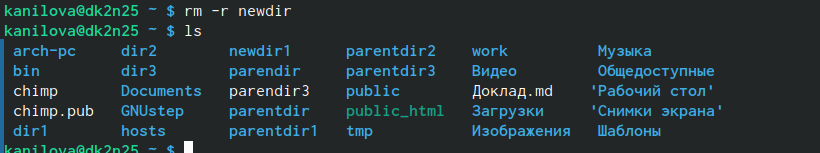 kanilova@dk2n25 ~ $ rm -r newdir
kanilova@dk2n25 ~ $ ls
arch-pc dir2 newdir1 parentdir2 work Музыка
bin dir3 parendir parentdir3 Видео Общедоступные
chimp Documents parendir3 public Доклад.md 'Рабочий стол'
chimp.pub GNUstep parentdir public_html Загрузки 'Снимки экрана'
dir1 hosts parentdir1 tmp Изображения Шаблоны
kanilova@dk2n25 ~ $